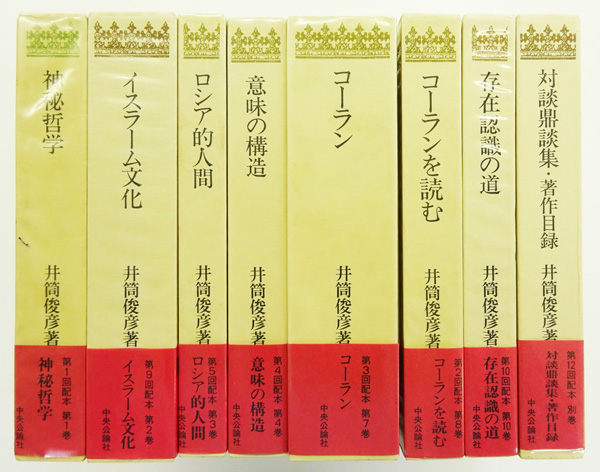 神秘哲学
井筒俊彦著
第1回配本 第1巻
神秘哲学
中央公論社
イスラーム文化
井筒俊彦著
第9回配本 第2巻
イスラーム文化
中央公論社
ロシア的人間
井筒俊彦著
第5回配本 第3巻
ロシア的人間
中央公論社
意味の構造
井筒俊彦著
第4回配本 第4巻
意味の構造
中央公論社
コーラン
井筒俊彦著
第3回配本 第7巻
コーラン
中央公論社
コーランを読む
井筒俊彦著
第2回配本 第8巻
コーランを読む
中央公論社
存在認識の道
井筒俊彦著
第10回配本 第10巻
存在認識の道
中央公論社
対談鼎談集・著作目録
井筒俊彦著
第12回配本 別巻
対談鼎談集・著作目録
中央公論社